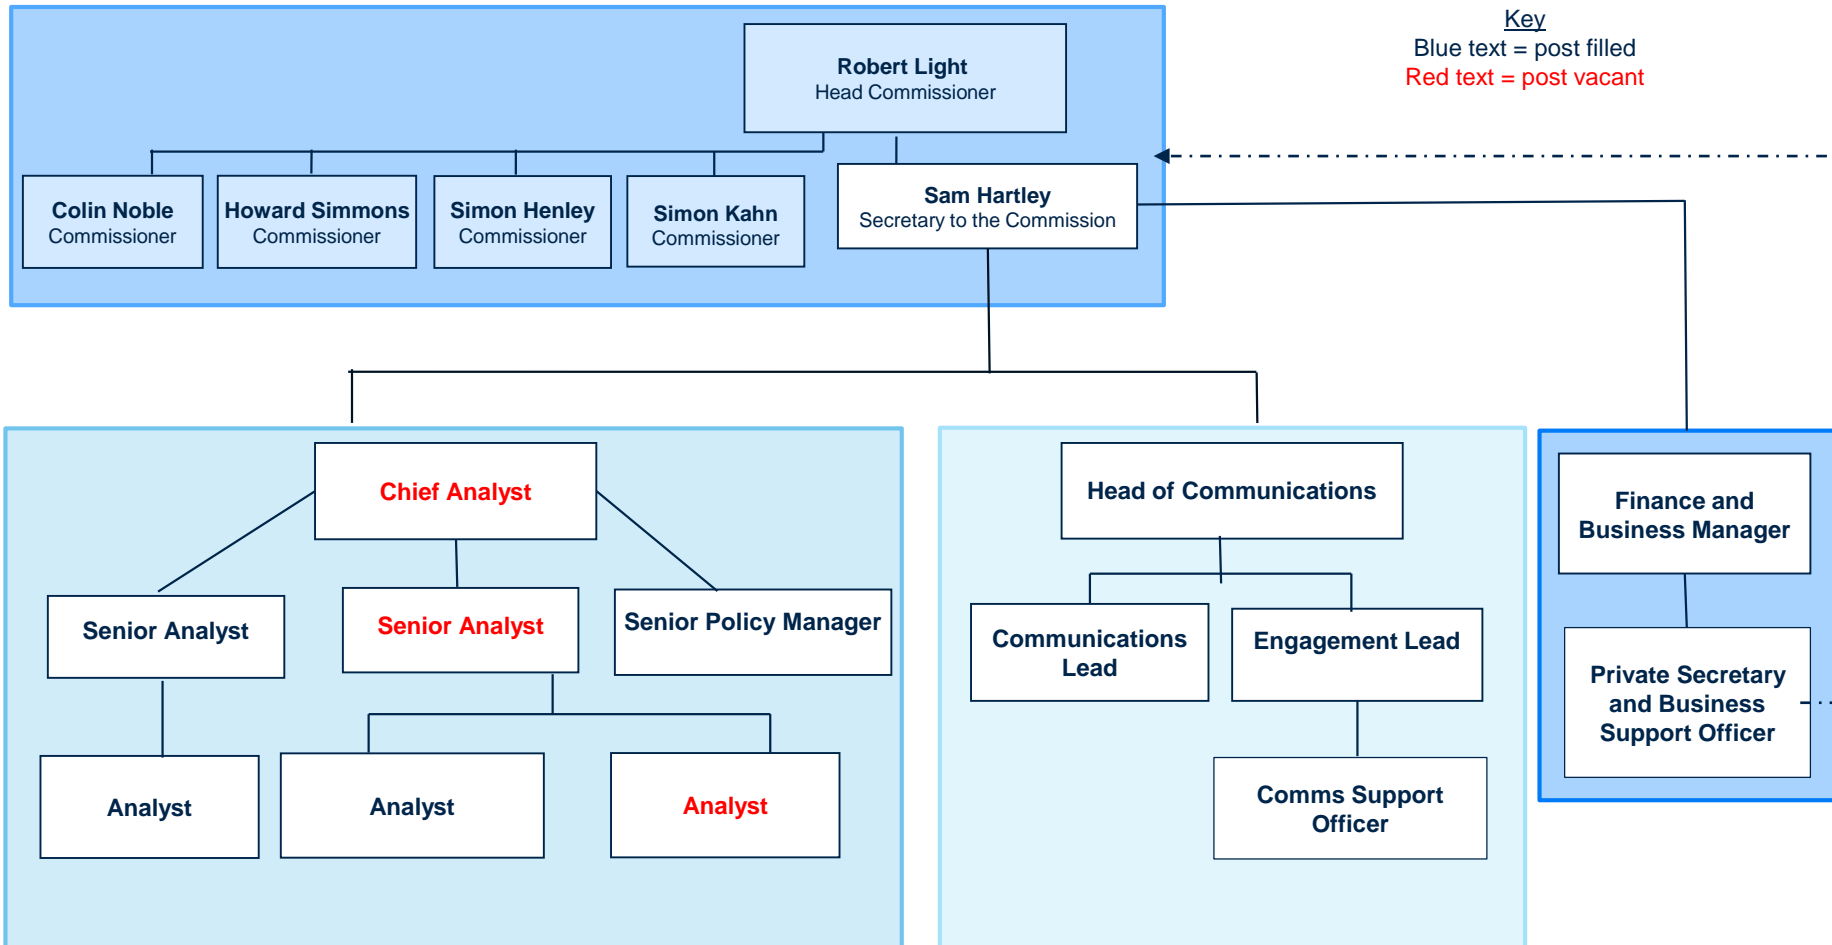 Key
Blue text = post filled
Red text = post vacant
Robert Light
Head Commissioner
Colin Noble
Commissioner
Howard Simmons
Commissioner
Simon Henley
Commissioner
Simon Kahn
Commissioner
Sam Hartley
Secretary to the Commission
Chief Analyst
Senior Analyst
Senior Analyst
Senior Policy Manager
Analyst
Analyst
Analyst
Head of Communications
Communications
Lead
Engagement Lead
Comms Support
Officer
Finance and
Business Manager
Private Secretary
and Business
Support Officer